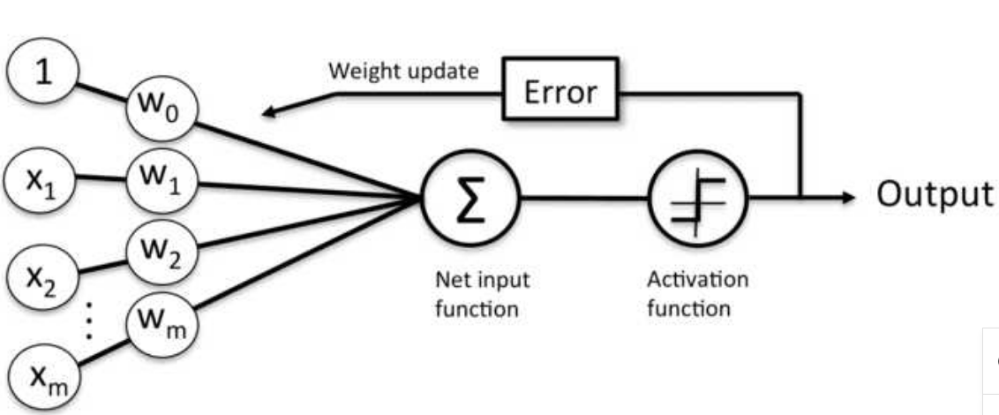 1
w0
Weight update
Error
x1
w1
Σ
Output
x2
w2
Net input
function
Activation
function
⋮
wm
xm